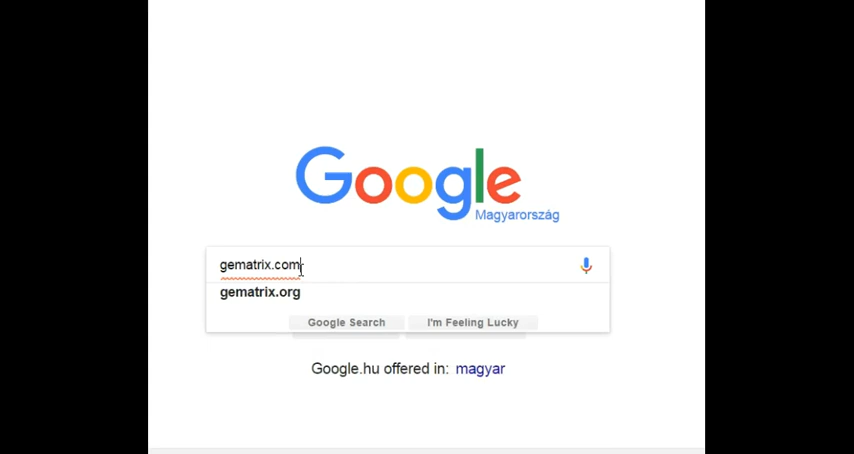 Google
Magyarország
gematrix.com
gematrix.org
Google Search I'm Feeling Lucky
Google.hu offered in: magyar